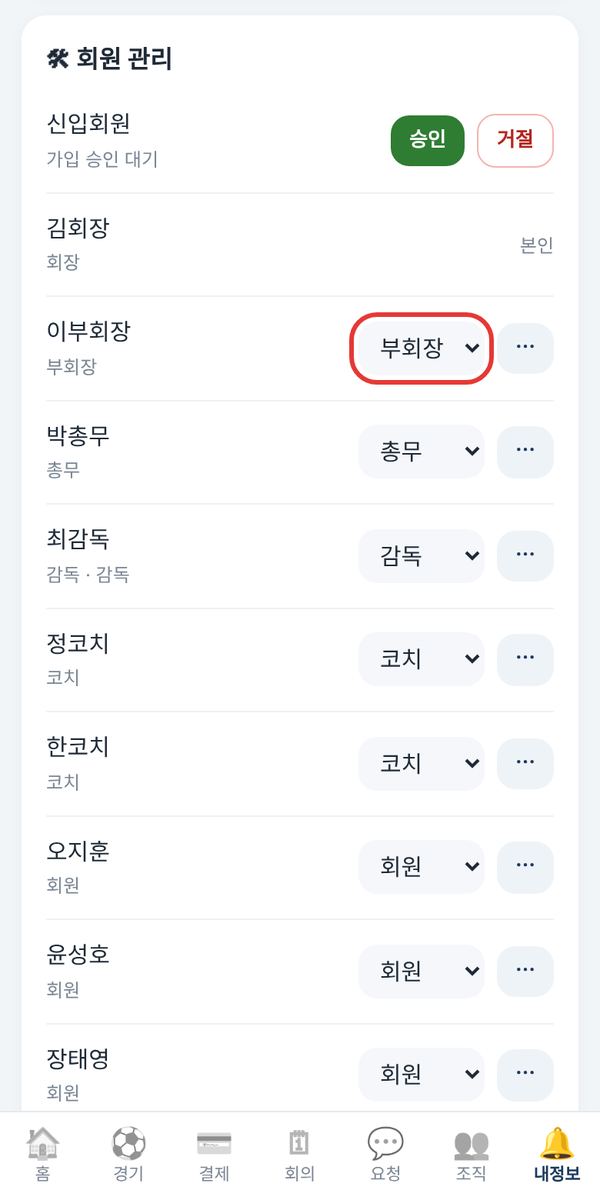 🛠 회원 관리
신입회원
가입 승인 대기
승인
거절
김회장
회장
본인
이부회장
부회장
부회장
...
박총무
총무
총무
...
최감독
감독 · 감독
감독
...
정코치
코치
코치
...
한코치
코치
코치
...
오지훈
회원
회원
...
윤성호
회원
회원
...
장태영
회원
회원
...
홈
경기
결제
1
회의
요청
조직
내정보